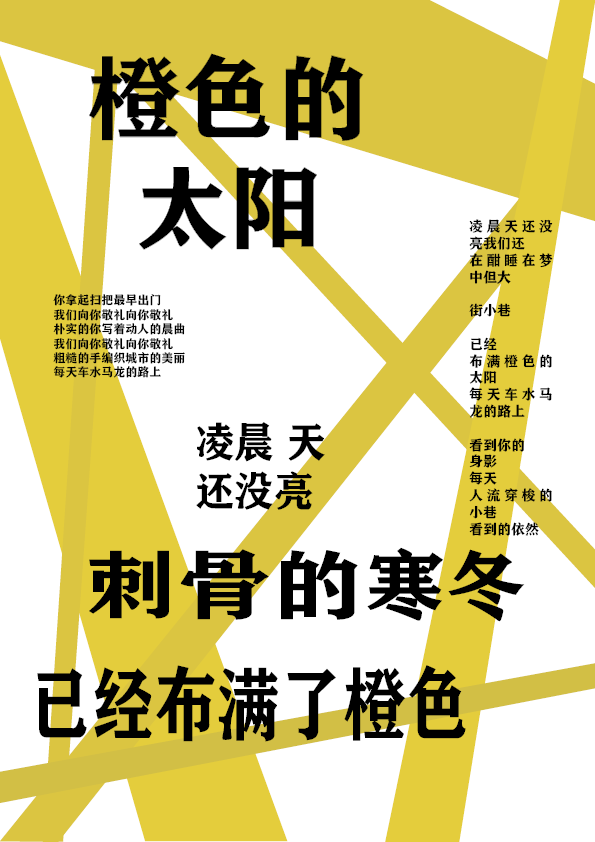 橙色的
太阳
凌晨天还没
亮我们还
在酣睡在梦
中但大
街小巷
已经
布满橙色的
太阳
每天车水马
龙的路上
看到你的
身影
每天
人流穿梭的
小巷
看到的依然
你拿起扫把最早出门
我们向你敬礼向你敬礼
朴实的你写着动人的晨曲
我们向你敬礼向你敬礼
粗糙的手编织城市的美丽
每天车水马龙的路上
凌晨 天
还没亮
刺骨的寒冬
已经布满了橙色